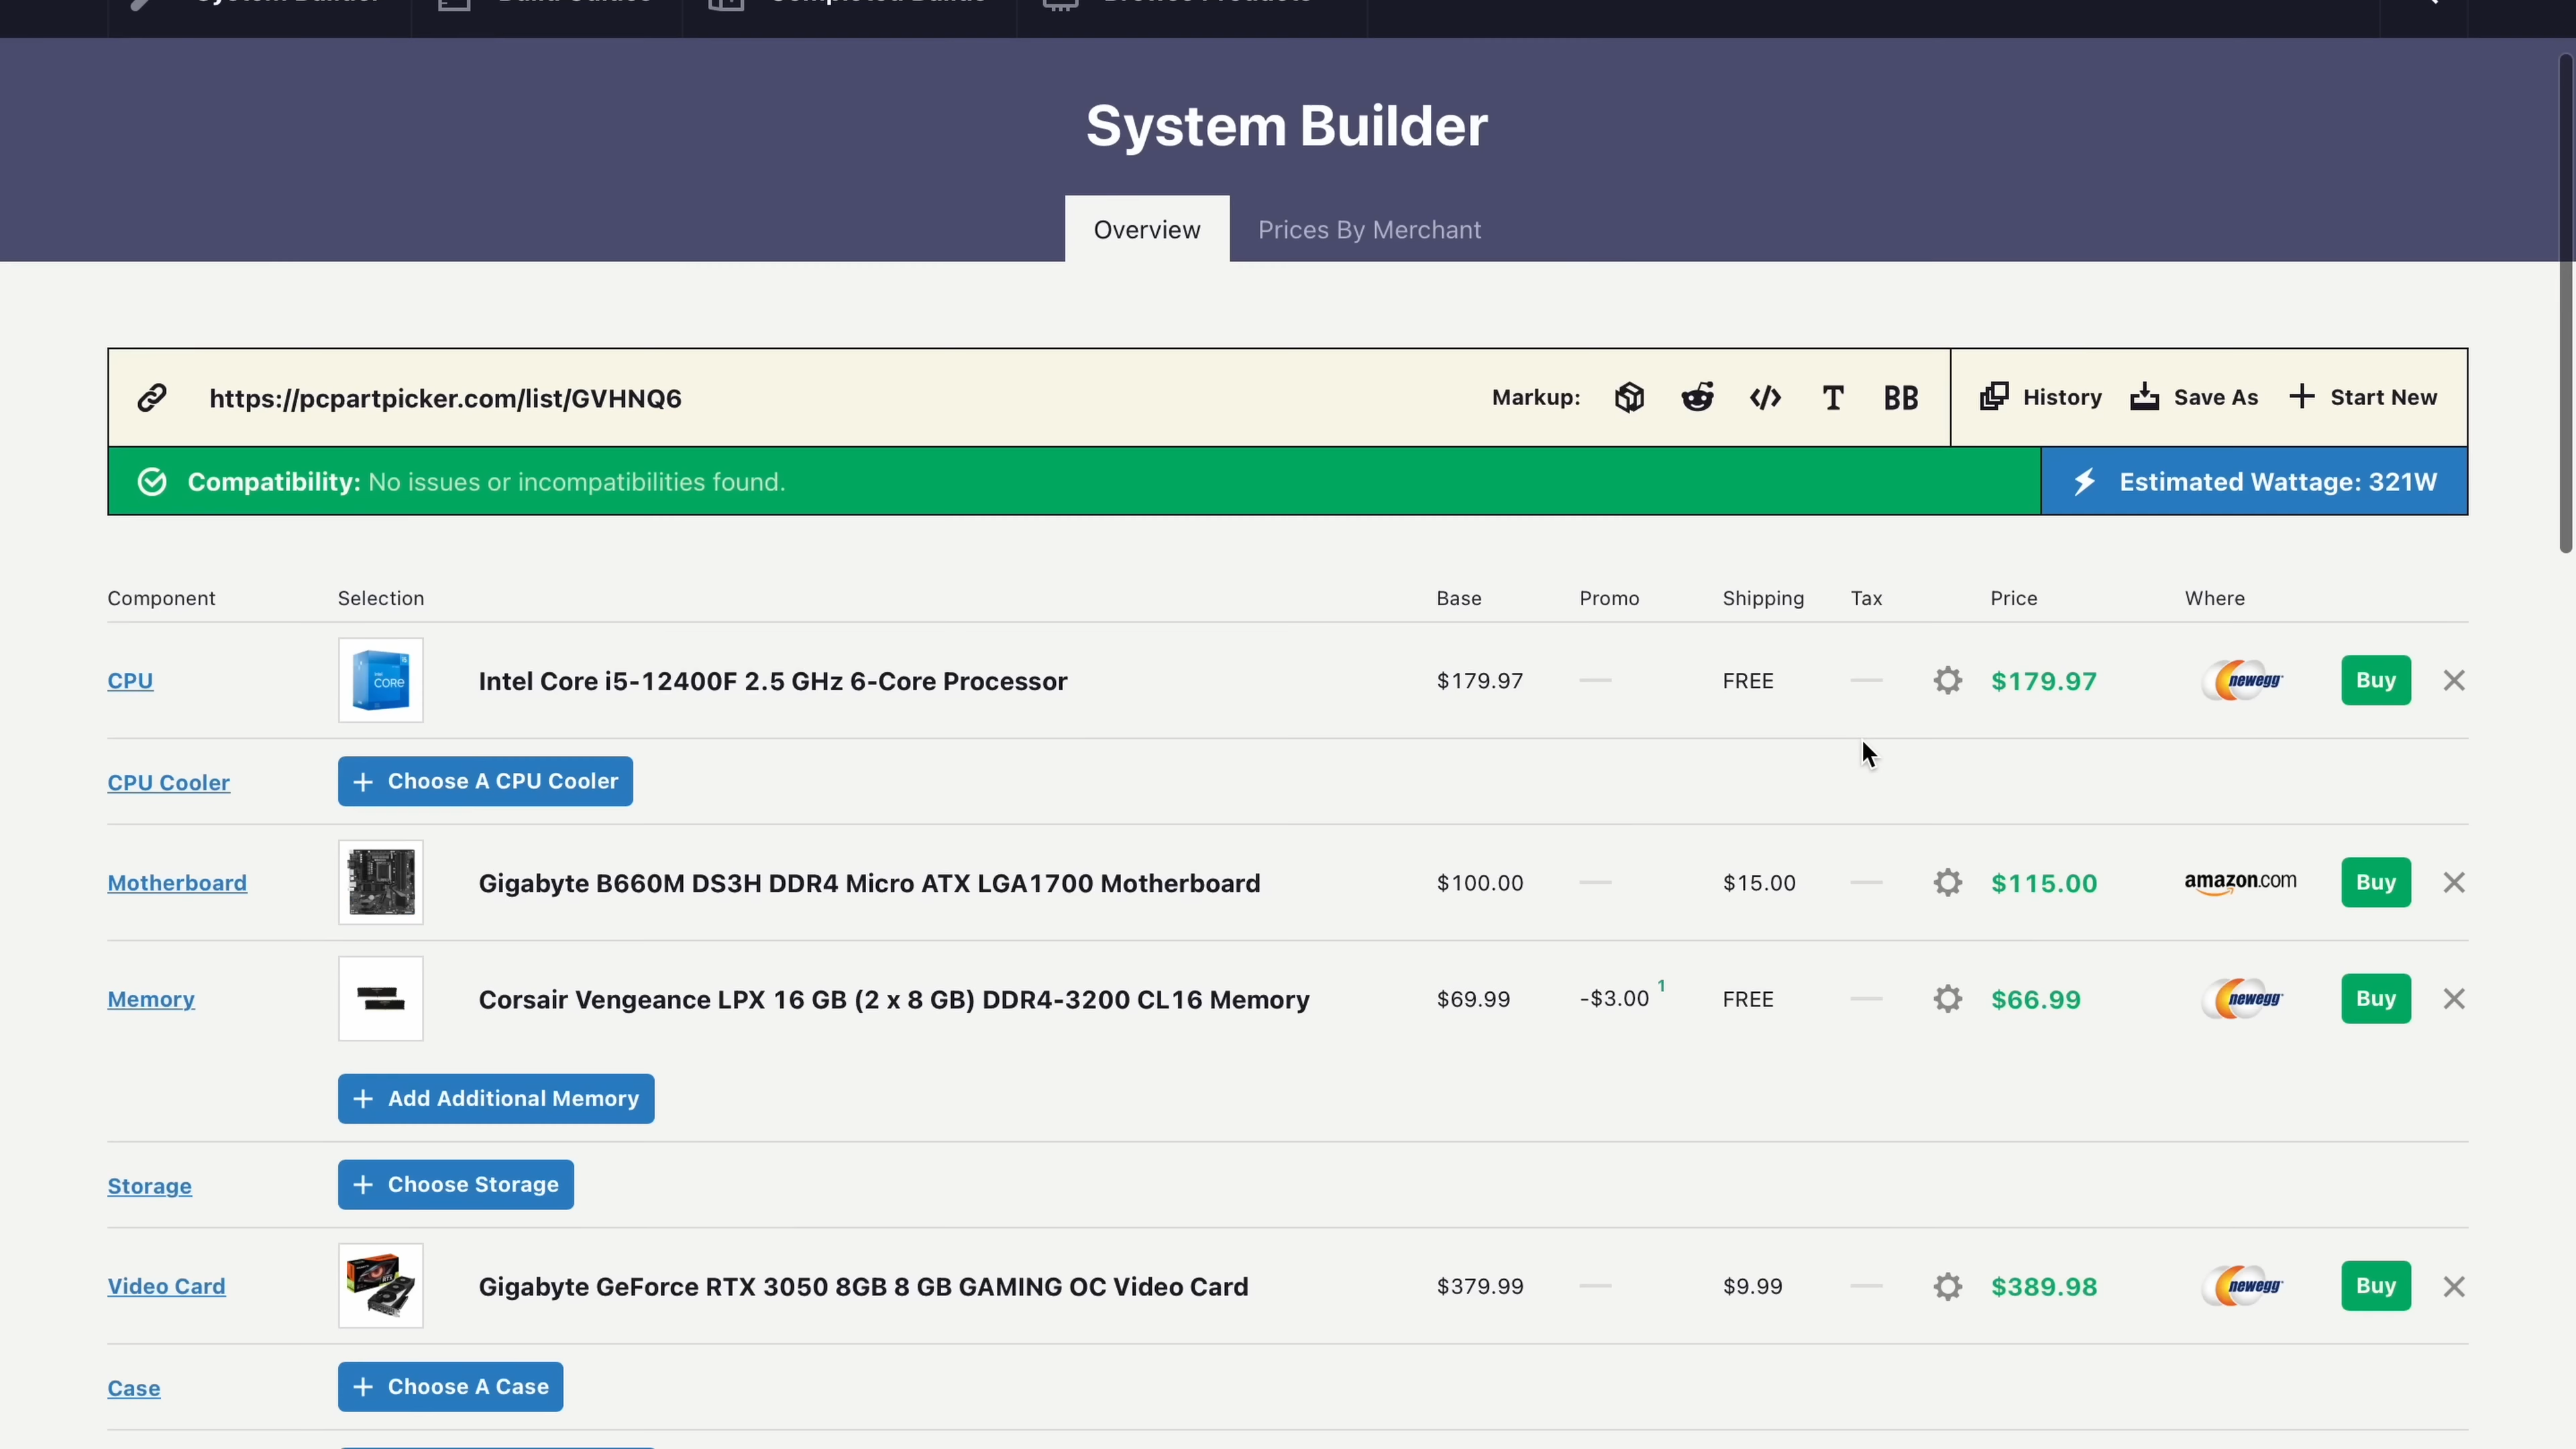 System Builder
Overview
Prices By Merchant
https://pcpartpicker.com/list/GVHNQ6
Markup:
T
BB
History
Save As
Start New
Compatibility: No issues or incompatibilities found.
Estimated Wattage: 321W
Component Selection Base Promo Shipping Tax Price Where
CPU
CORE
Intel Core i5-12400F 2.5 GHz 6-Core Processor $179.97 — FREE — $179.97 newegg Buy
CPU Cooler + Choose A CPU Cooler
Motherboard Gigabyte B660M DS3H DDR4 Micro ATX LGA1700 Motherboard $100.00 — $15.00 — $115.00 amazon.com Buy
Memory Corsair Vengeance LPX 16 GB (2 x 8 GB) DDR4-3200 CL16 Memory $69.99 -$3.00 1 FREE — $66.99 newegg Buy
+ Add Additional Memory
Storage + Choose Storage
Video Card Gigabyte GeForce RTX 3050 8GB 8 GB GAMING OC Video Card $379.99 — $9.99 — $389.98 newegg Buy
Case + Choose A Case